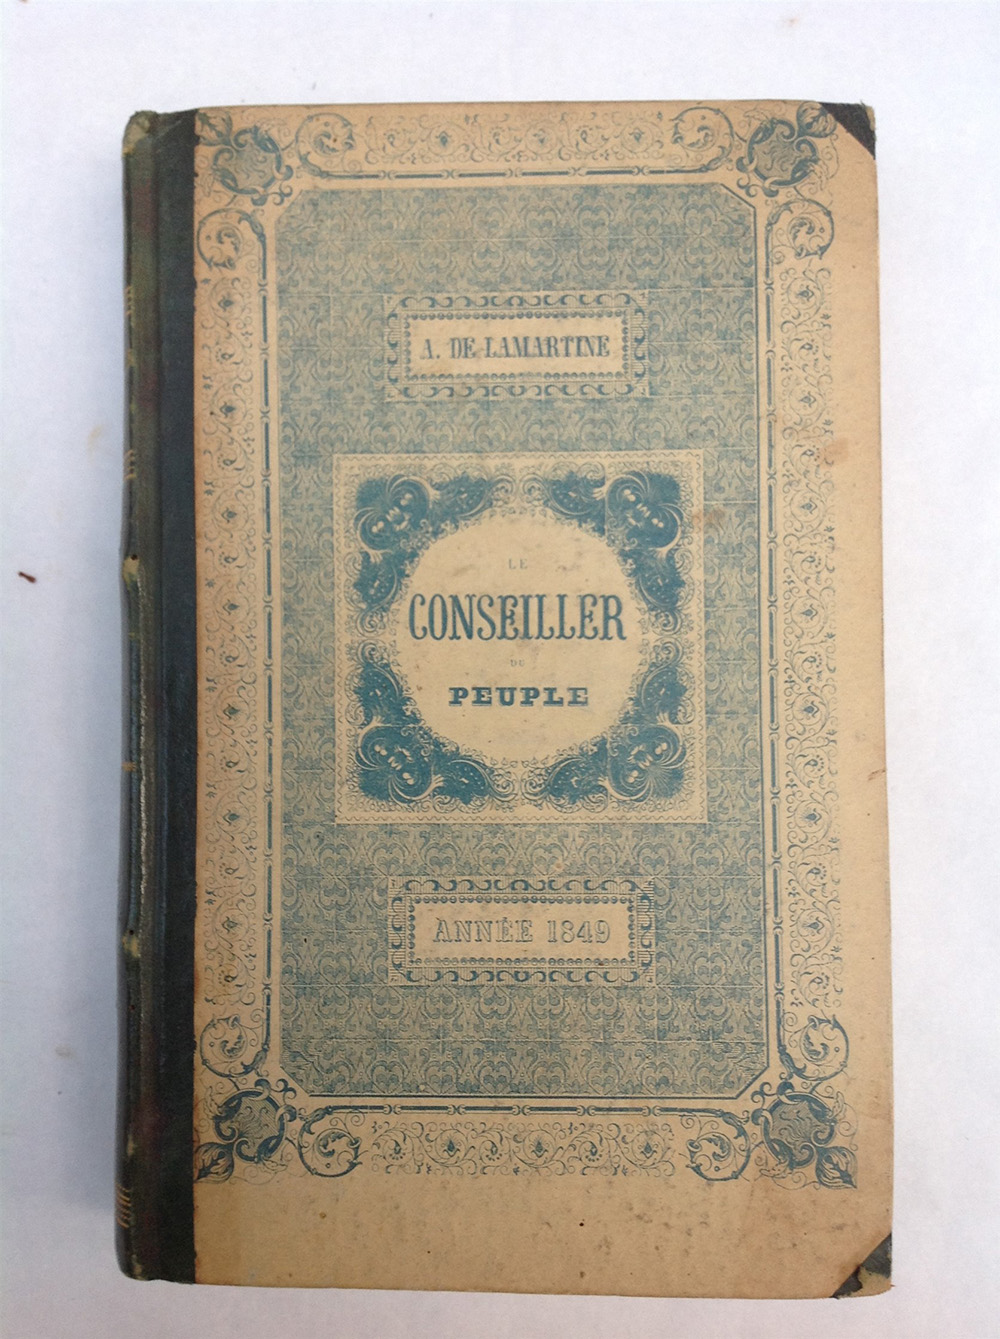 A. DE LAMARTINE
LE
CONSEILLER
DU
PEUPLE
ANNÉE 1849